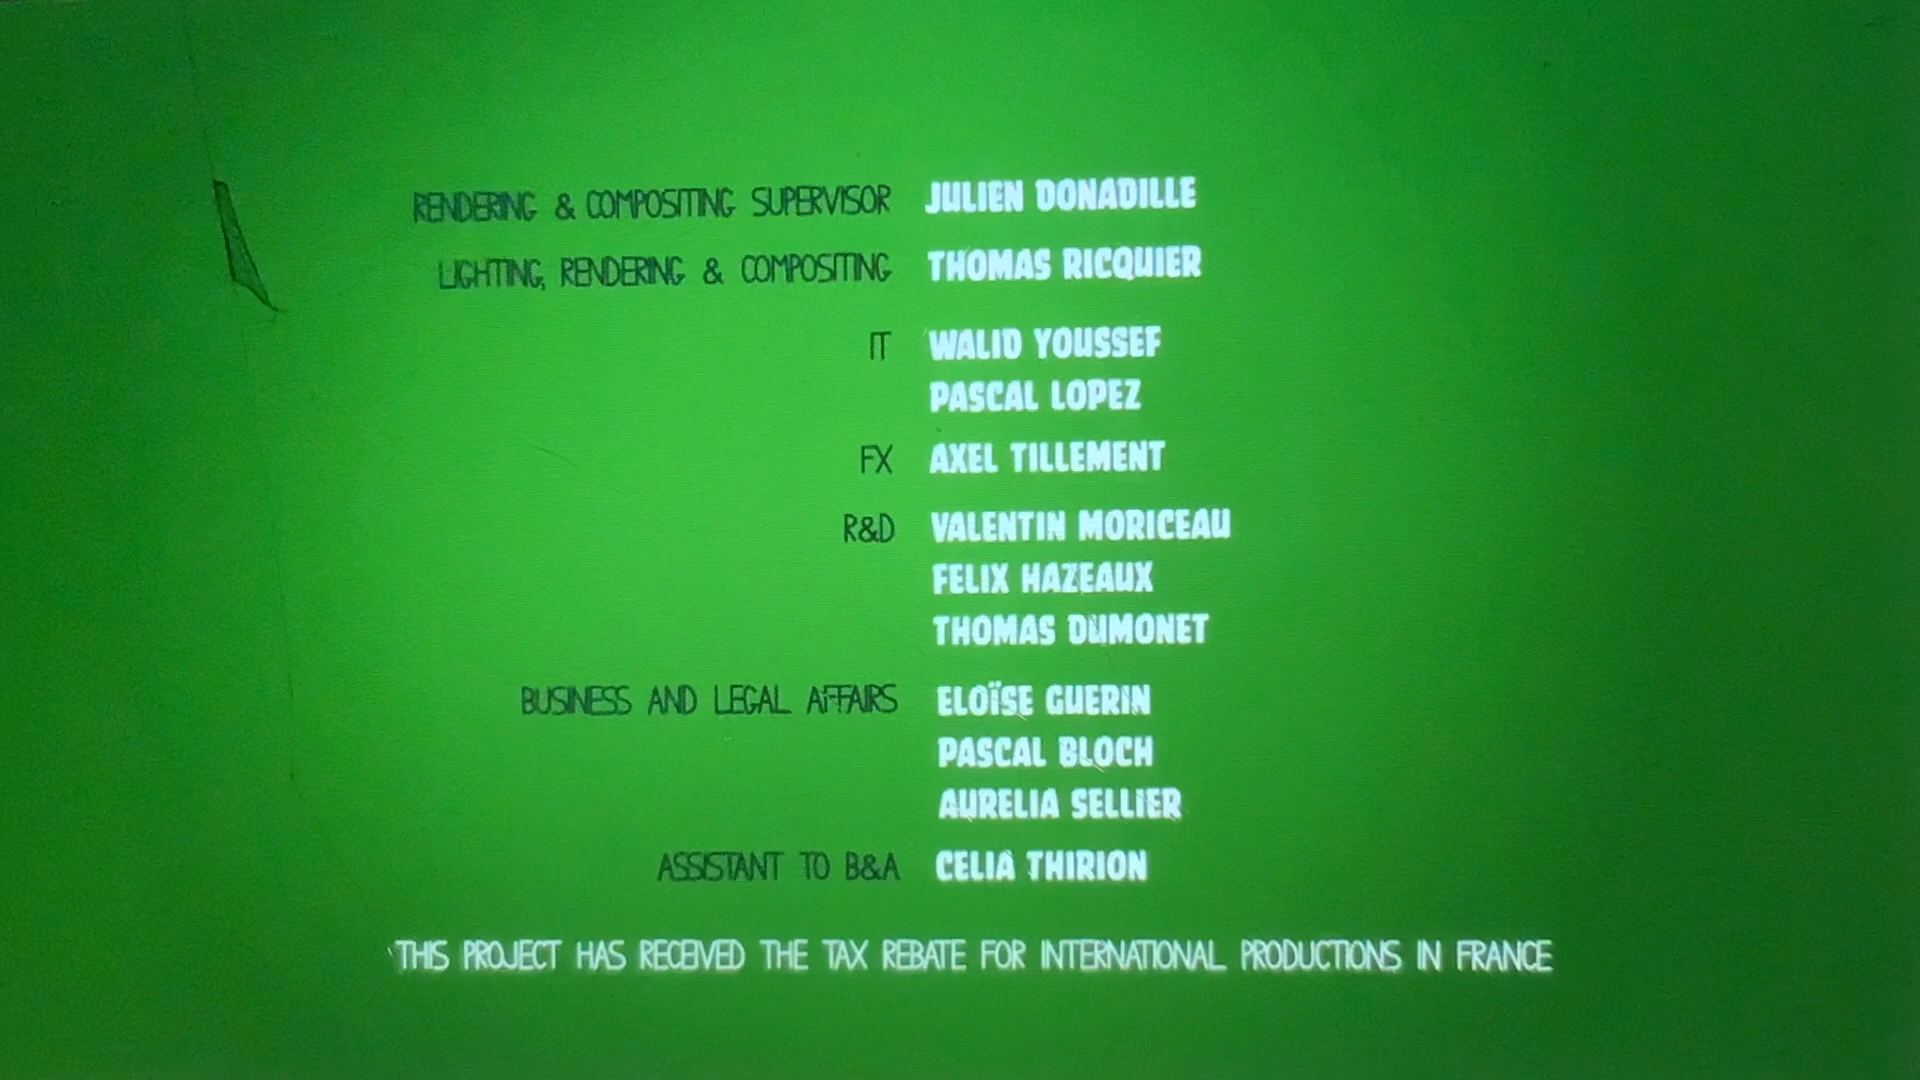 RENDERING & COMPOSITING SUPERVISOR JULIEN DONADILLE
LIGHTING, RENDERING & COMPOSITING THOMAS RICQUIER
IT WALID YOUSSEF
PASCAL LOPEZ
FX AXEL TILLEMENT
R&D VALENTIN MORICEAU
FELIX HAZEAUX
THOMAS DUMONET
BUSINESS AND LEGAL AFFAIRS ELOÏSE GUERIN
PASCAL BLOCH
AURELIA SELLIER
ASSISTANT TO B&A CELIA THIRION
THIS PROJECT HAS RECEIVED THE TAX REBATE FOR INTERNATIONAL PRODUCTIONS IN FRANCE